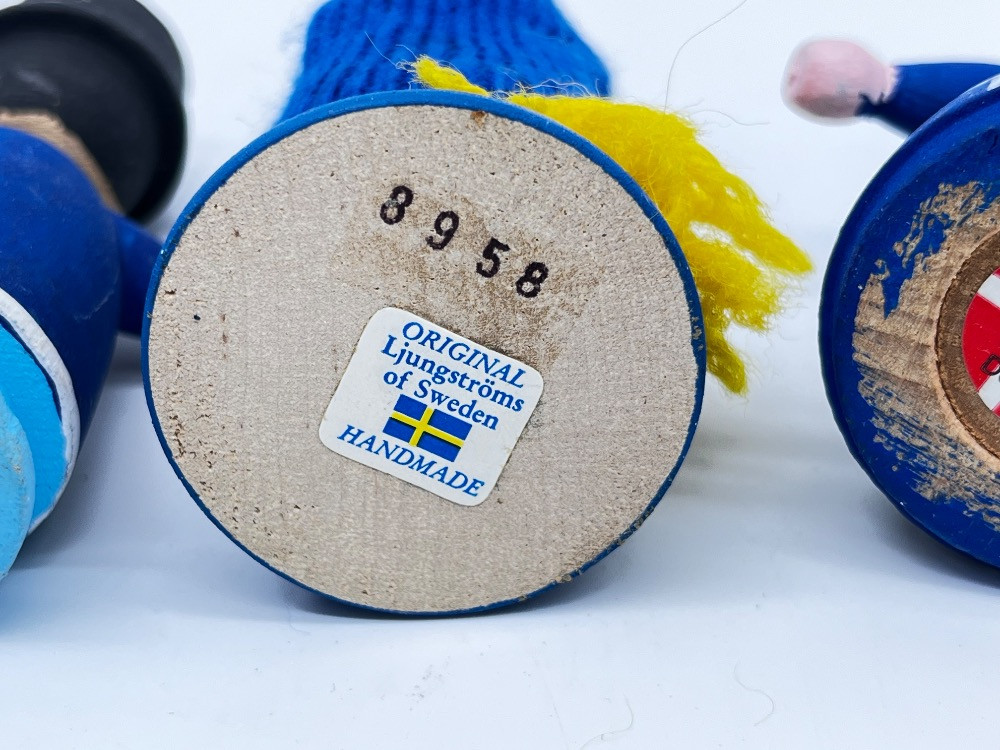 8958
ORIGINAL
Ljungströms
of Sweden
HANDMADE